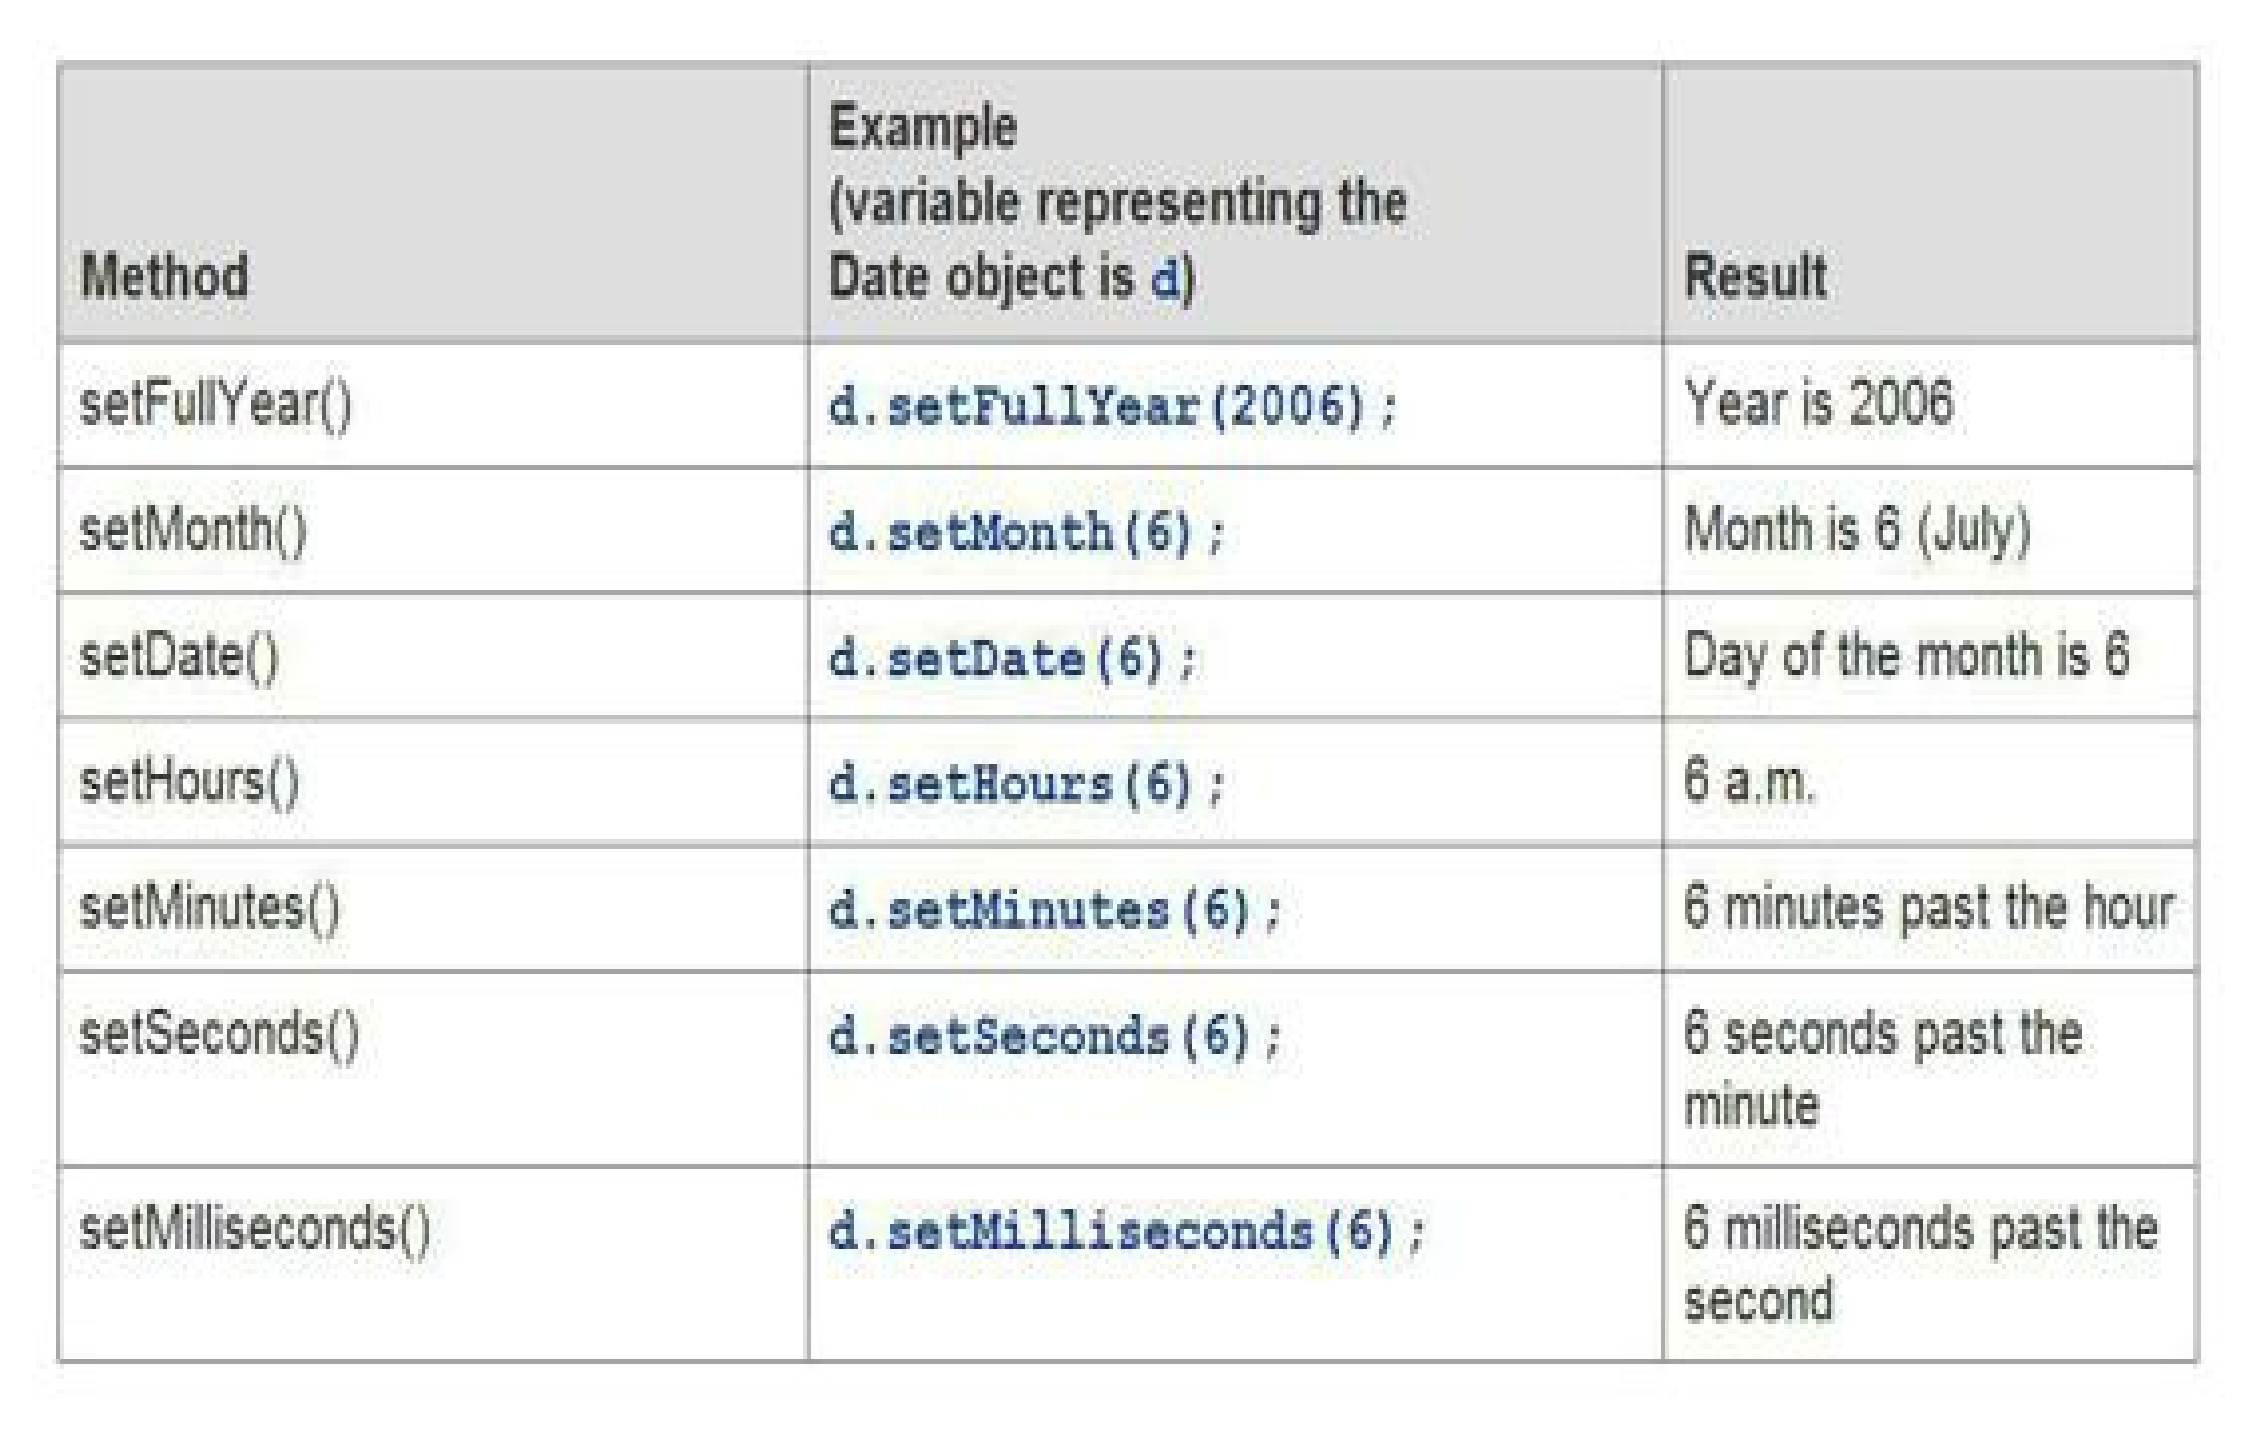 Method
Example
(variable representing the
Date object is d)
Result
setFullYear()
d.setFullYear(2006);
Year is 2006
setMonth()
d.setMonth(6);
Month is 6 (July)
setDate()
d.setDate(6);
Day of the month is 6
setHours()
d.setHours(6);
6 a.m.
setMinutes()
d.setMinutes(6);
6 minutes past the hour
setSeconds()
d.setSeconds(6);
6 seconds past the
minute
setMilliseconds()
d.setMilliseconds(6);
6 milliseconds past the
second